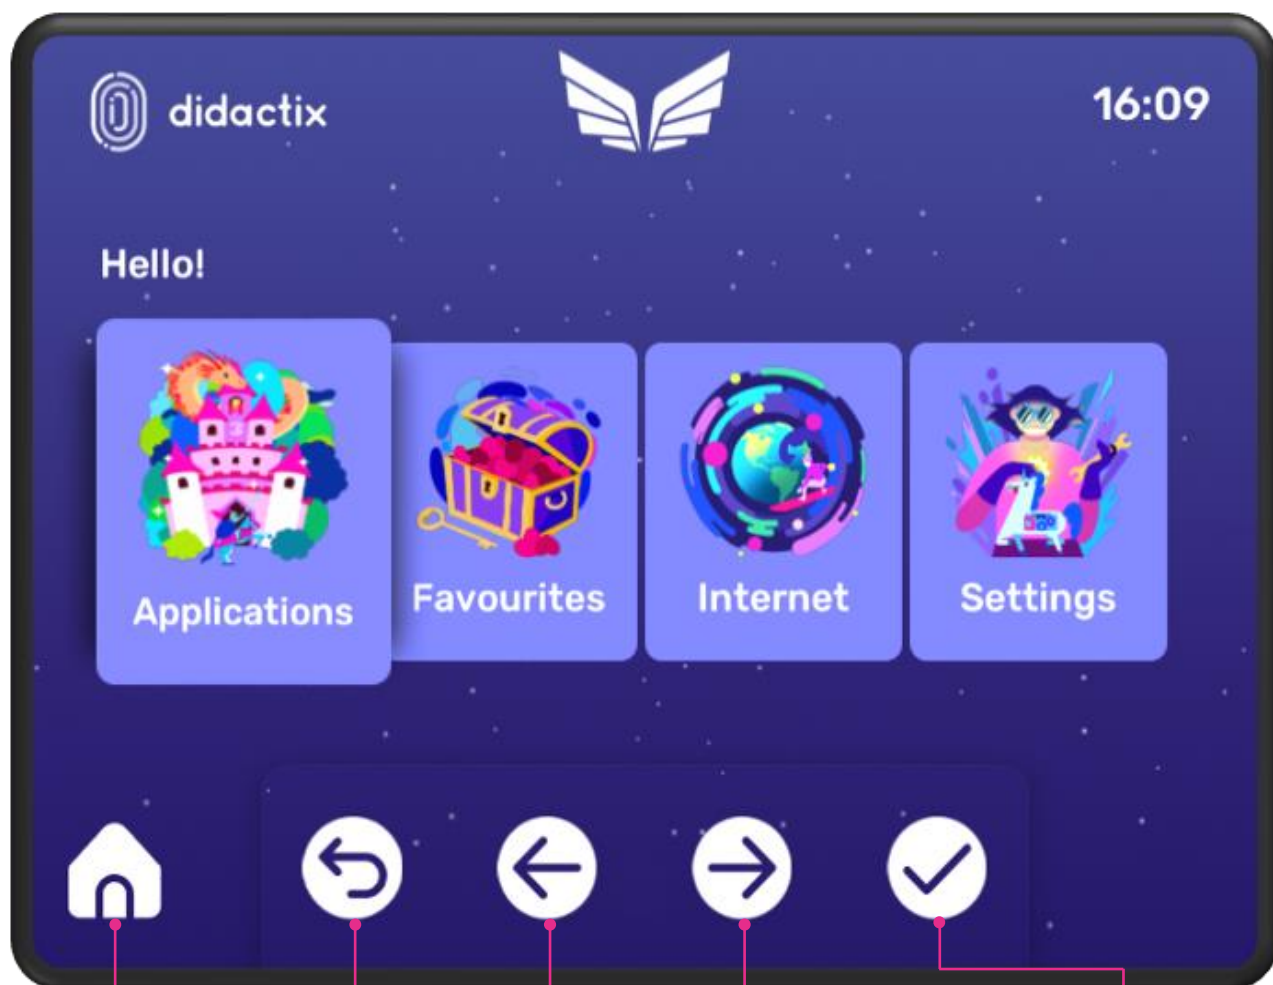 didactix
16:09
Hello!
Applications
Favourites
Internet
Settings